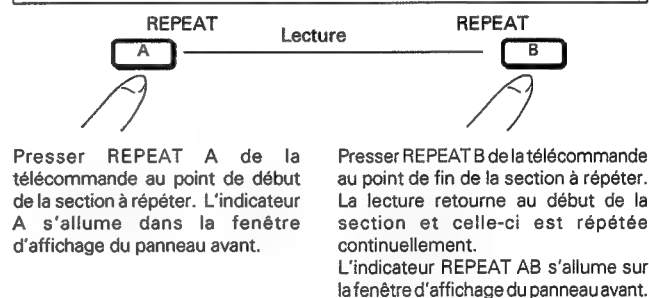 REPEAT
Lecture
REPEAT
A
B
Presser REPEAT A de la
télécommande au point de début
de la section à répéter. L'indicateur
A s'allume dans la fenêtre
d'affichage du panneau avant.
Presser REPEAT B de la télécommande
au point de fin de la section à répéter.
La lecture retourne au début de la
section et celle-ci est répétée
continuellement.
L'indicateur REPEAT AB s'allume sur
la fenêtre d'affichage du panneau avant.